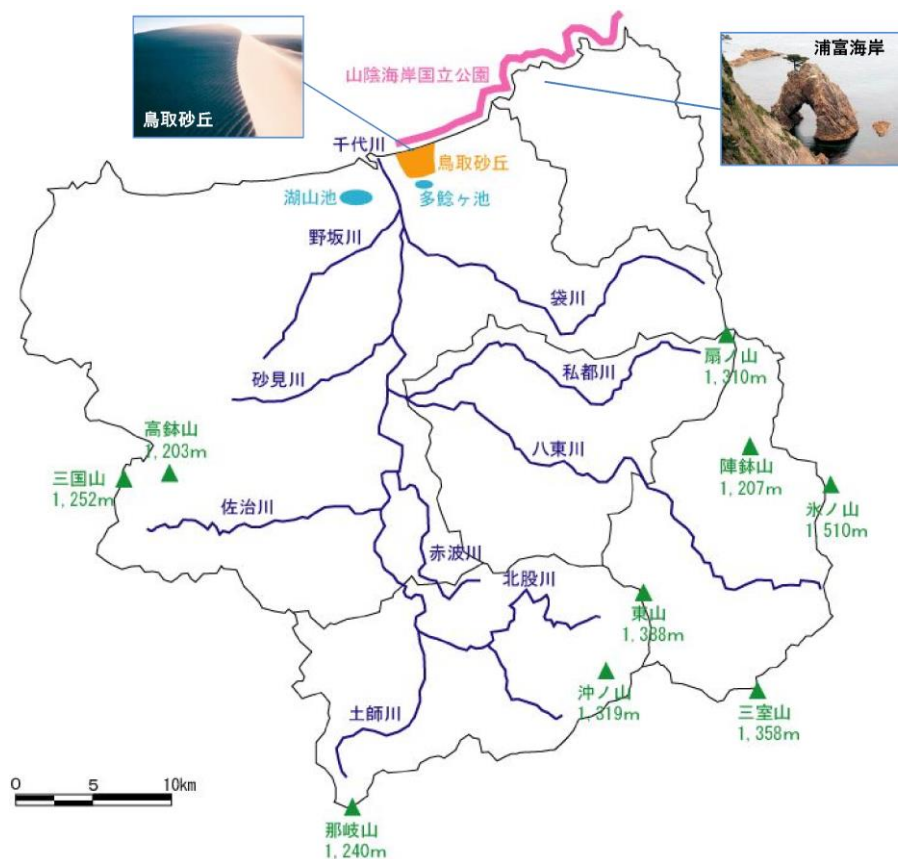 浦富海岸
山陰海岸国立公園
鳥取砂丘
千代川
鳥取砂丘
湖山池
多鯰ヶ池
野坂川
袋川
扇ノ山
1,310m
私都川
砂見川
高鉢山
1,203m
八東川
陣鉢山
1,207m
三国山
1,252m
氷ノ山
1,510m
佐治川
赤波川
北股川
東山
1,388m
沖ノ山
1,319m
三室山
1,358m
土師川
0 5 10km
那岐山
1,240m